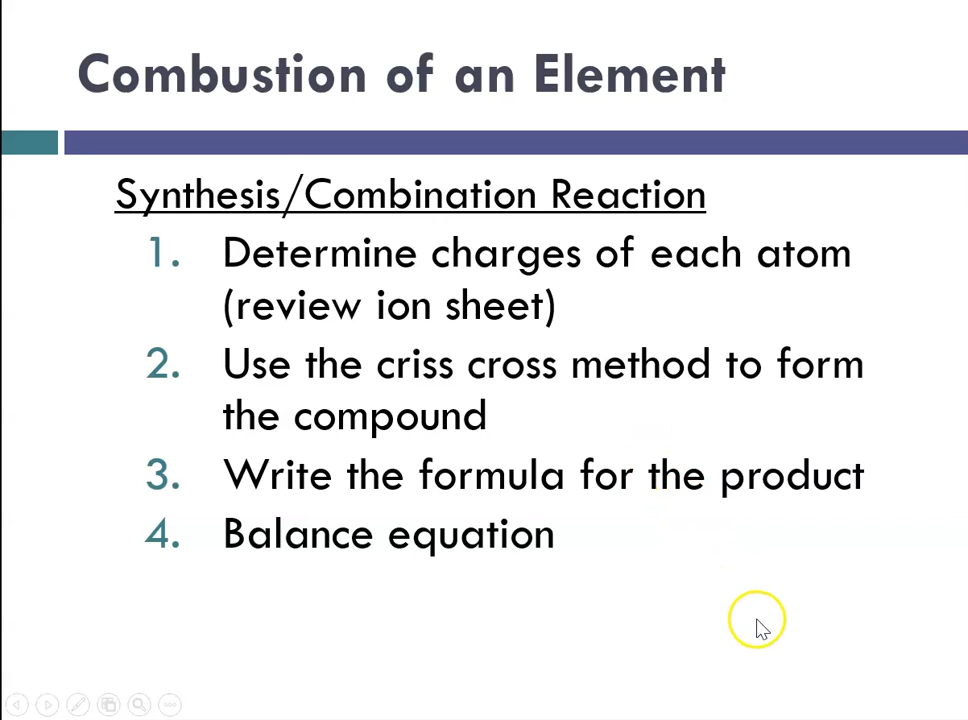 Combustion of an Element
Synthesis/Combination Reaction
1. Determine charges of each atom
(review ion sheet)
2. Use the criss cross method to form
the compound
3. Write the formula for the product
4. Balance equation